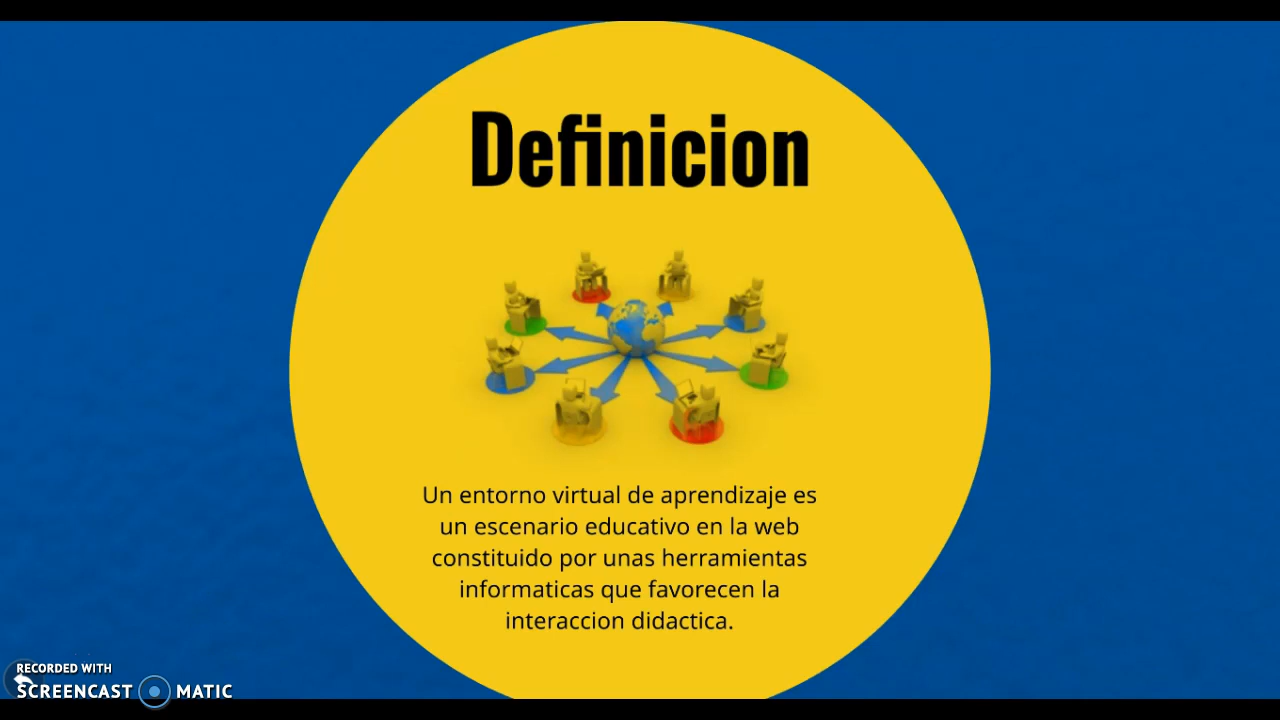 Definicion
Un entorno virtual de aprendizaje es
un escenario educativo en la web
constituido por unas herramientas
informaticas que favorecen la
interaccion didactica.
RECORDED WITH
SCREENCAST MATIC